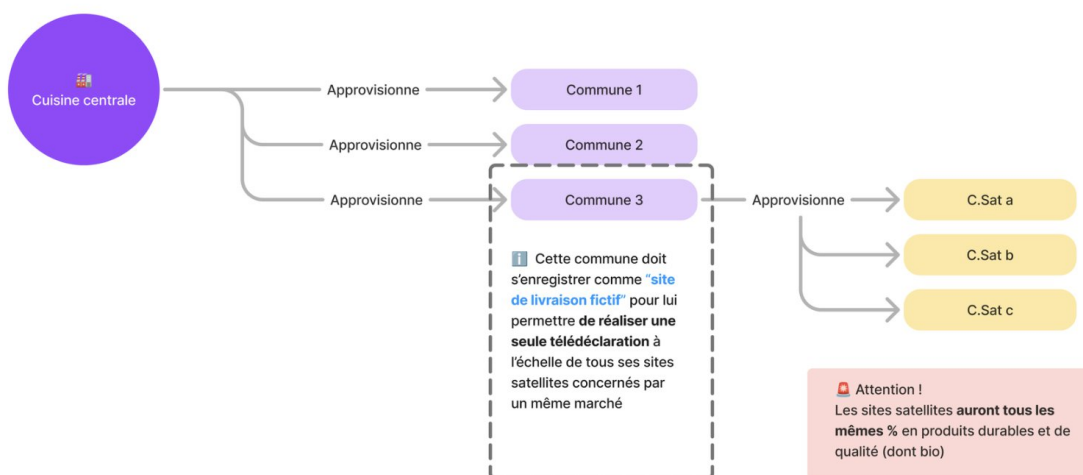 Cuisine centrale
Approvisionne
Commune 1
Approvisionne
Commune 2
Approvisionne
Commune 3
Approvisionne
C.Sat a
C.Sat b
C.Sat c
ℹ️ Cette commune doit
s’enregistrer comme “site
de livraison fictif” pour lui
permettre de réaliser une
seule télédéclaration à
l’échelle de tous ses sites
satellites concernés par
un même marché
🚨 Attention !
Les sites satellites auront tous les
mêmes % en produits durables et de
qualité (dont bio)